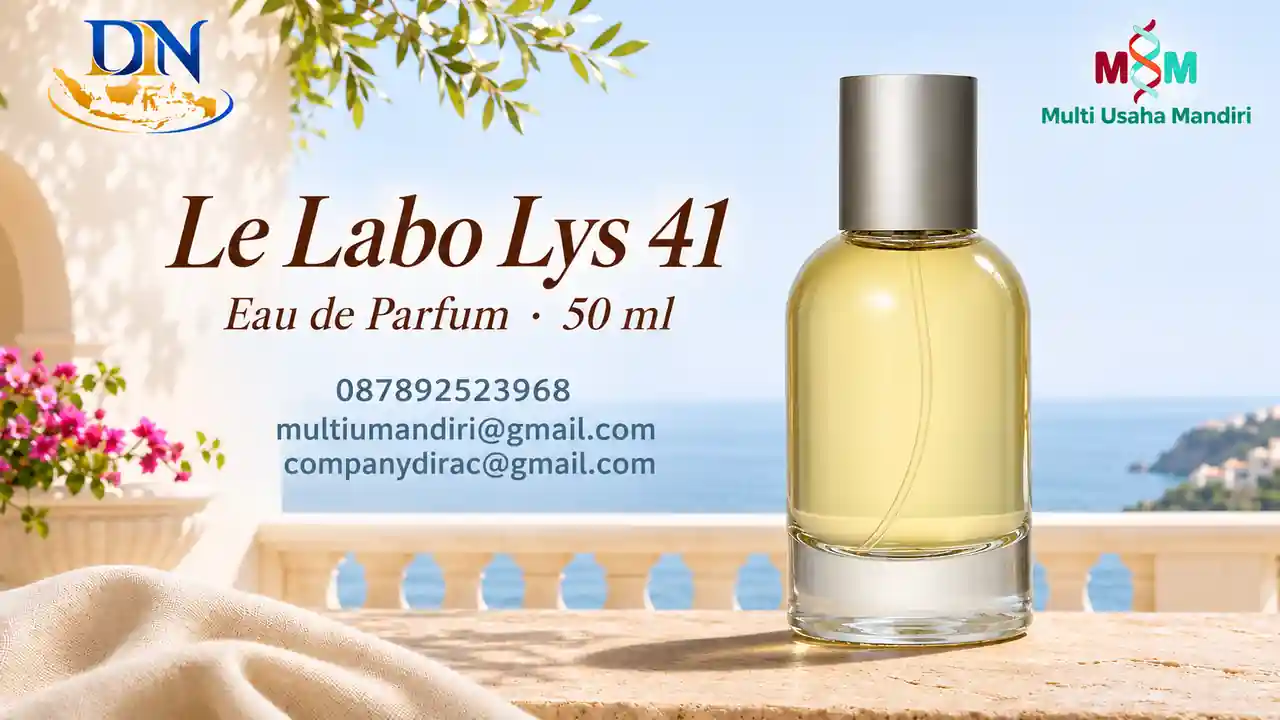 DN
MSM
Multi Usaha Mandiri
Le Labo Lys 41
Eau de Parfum · 50 ml
087892523968
multiumandiri@gmail.com
companydirac@gmail.com